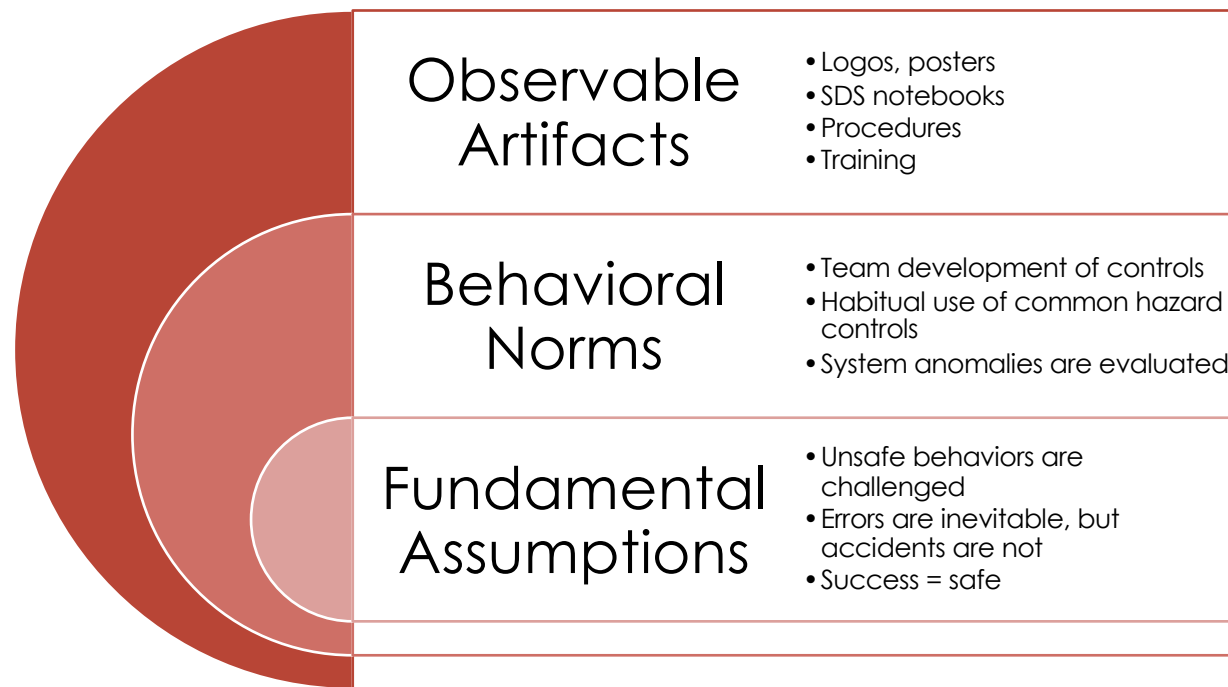 Observable
Artifacts
• Logos, posters
• SDS notebooks
• Procedures
• Training
Behavioral
Norms
• Team development of controls
• Habitual use of common hazard
controls
• System anomalies are evaluated
Fundamental
Assumptions
• Unsafe behaviors are
challenged
• Errors are inevitable, but
accidents are not
• Success = safe